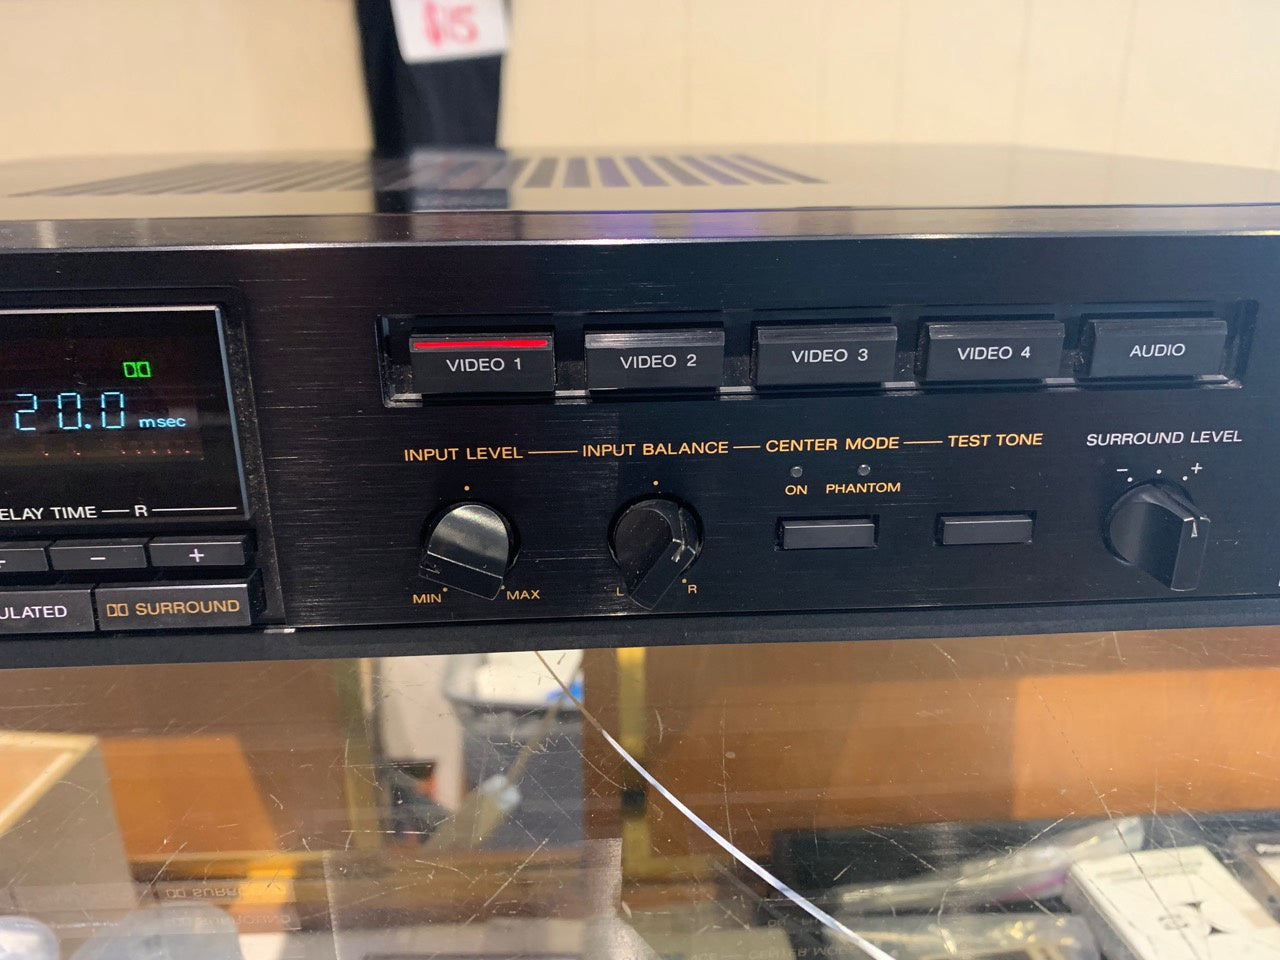 $15
VIDEO 1
VIDEO 2
VIDEO 3
VIDEO 4
AUDIO
20.0 msec
INPUT LEVEL
INPUT BALANCE
CENTER MODE
TEST TONE
SURROUND LEVEL
ON
PHANTOM
- +
ELAY TIME — R
- +
MIN
MAX
L
R
ULATED
SURROUND